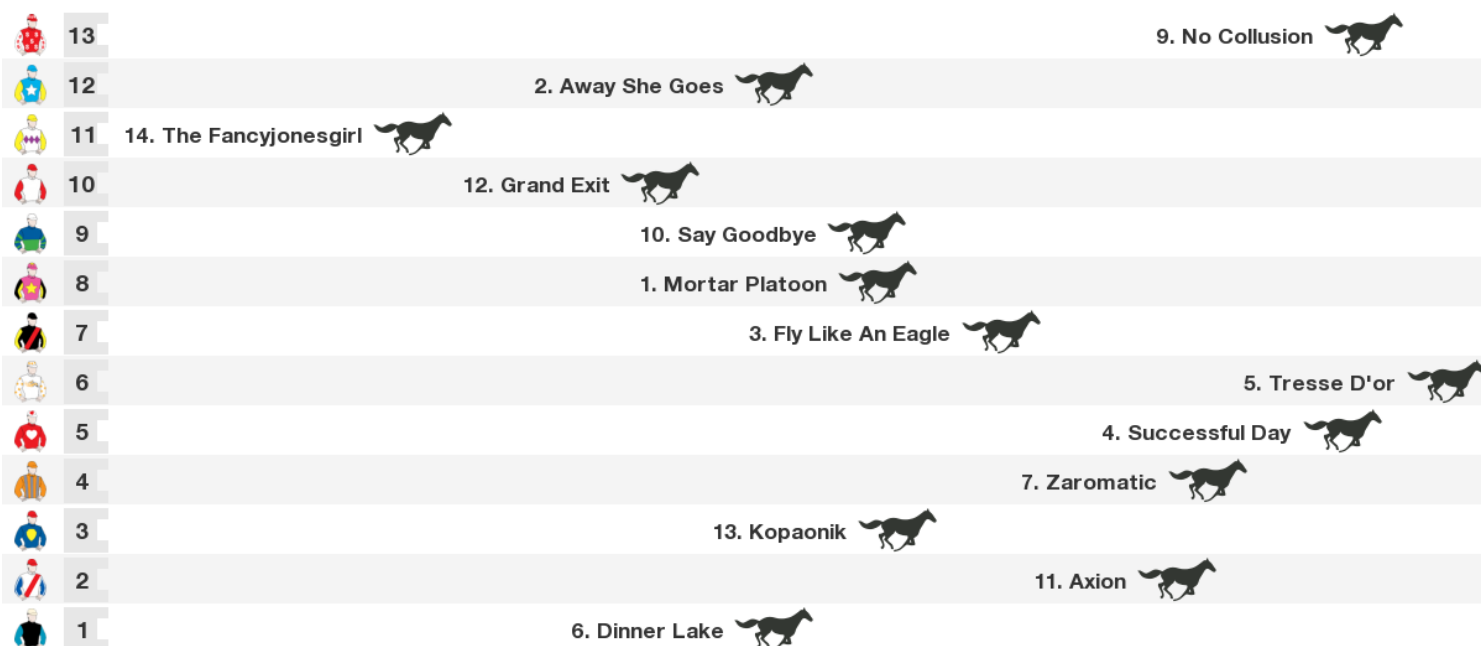 13 9. No Collusion
12 2. Away She Goes
11 14. The Fancyjonesgirl
10 12. Grand Exit
9 10. Say Goodbye
8 1. Mortar Platoon
7 3. Fly Like An Eagle
6 5. Tresse D'or
5 4. Successful Day
4 7. Zaromatic
3 13. Kopaonik
2 11. Axion
1 6. Dinner Lake